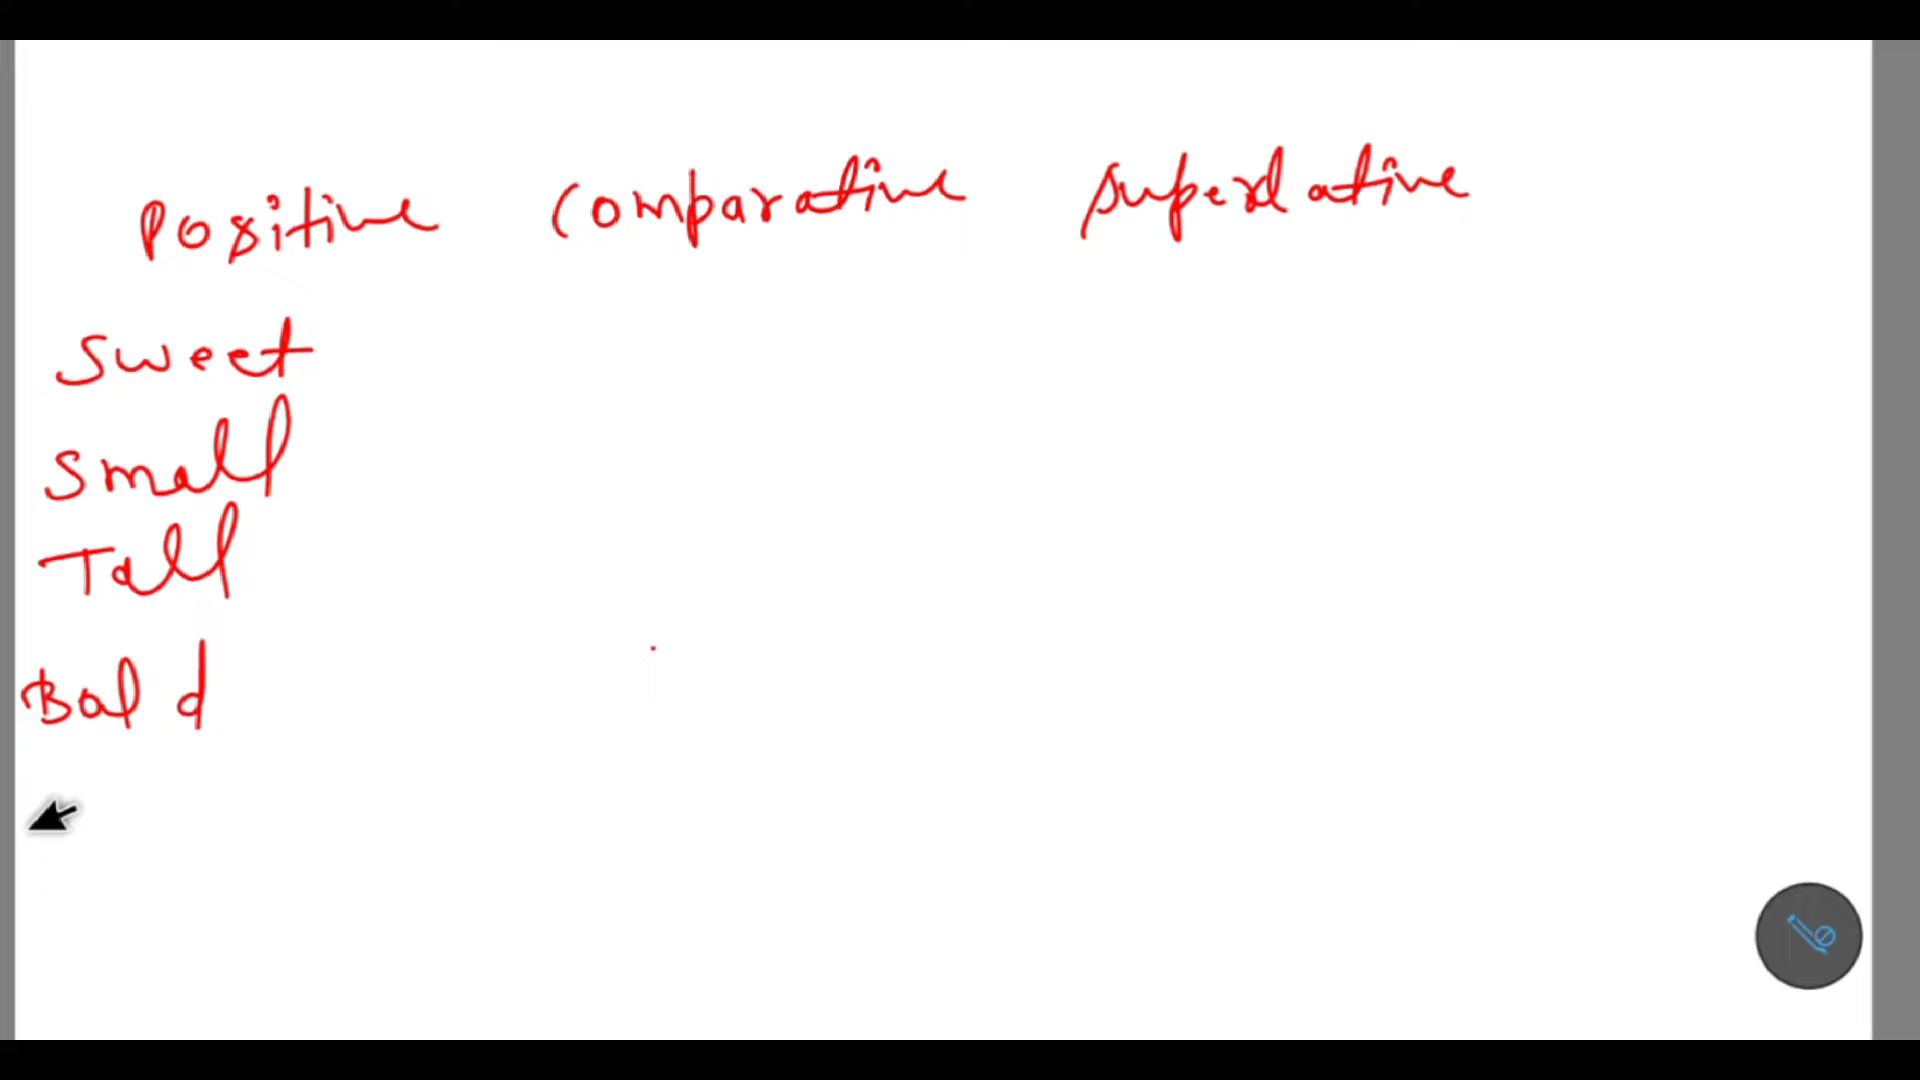 Positive comparative superlative
Sweet
Small
Tall
Bald